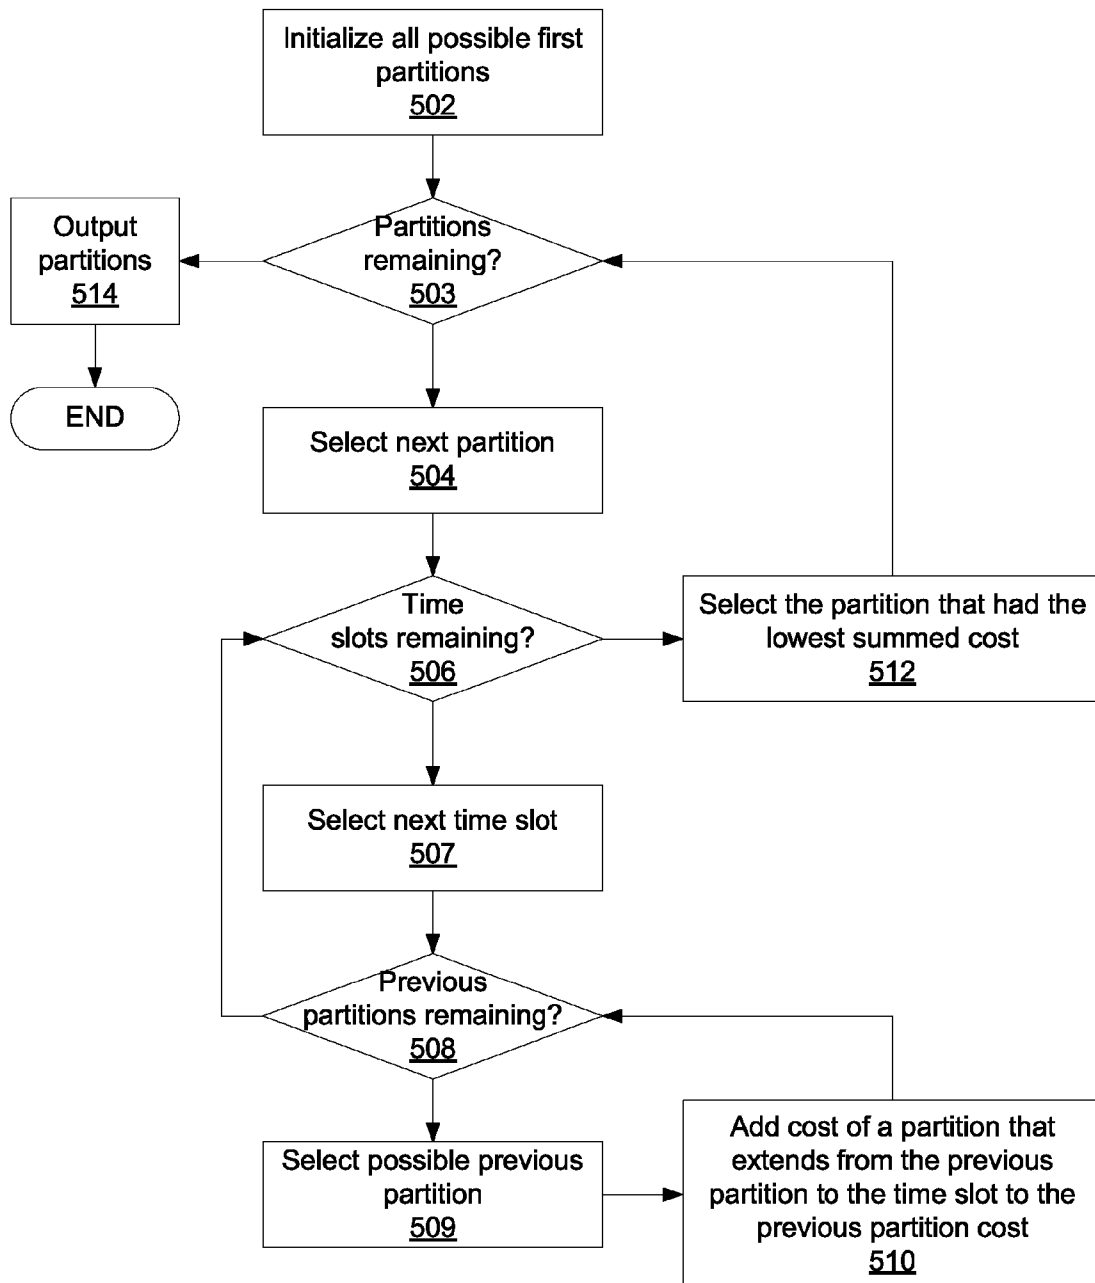 Initialize all possible first
partitions
502
Partitions
remaining?
503
Output
partitions
514
END
Select next partition
504
Time
slots remaining?
506
Select the partition that had the
lowest summed cost
512
Select next time slot
507
Previous
partitions remaining?
508
Select possible previous
partition
509
Add cost of a partition that
extends from the previous
partition to the time slot to the
previous partition cost
510